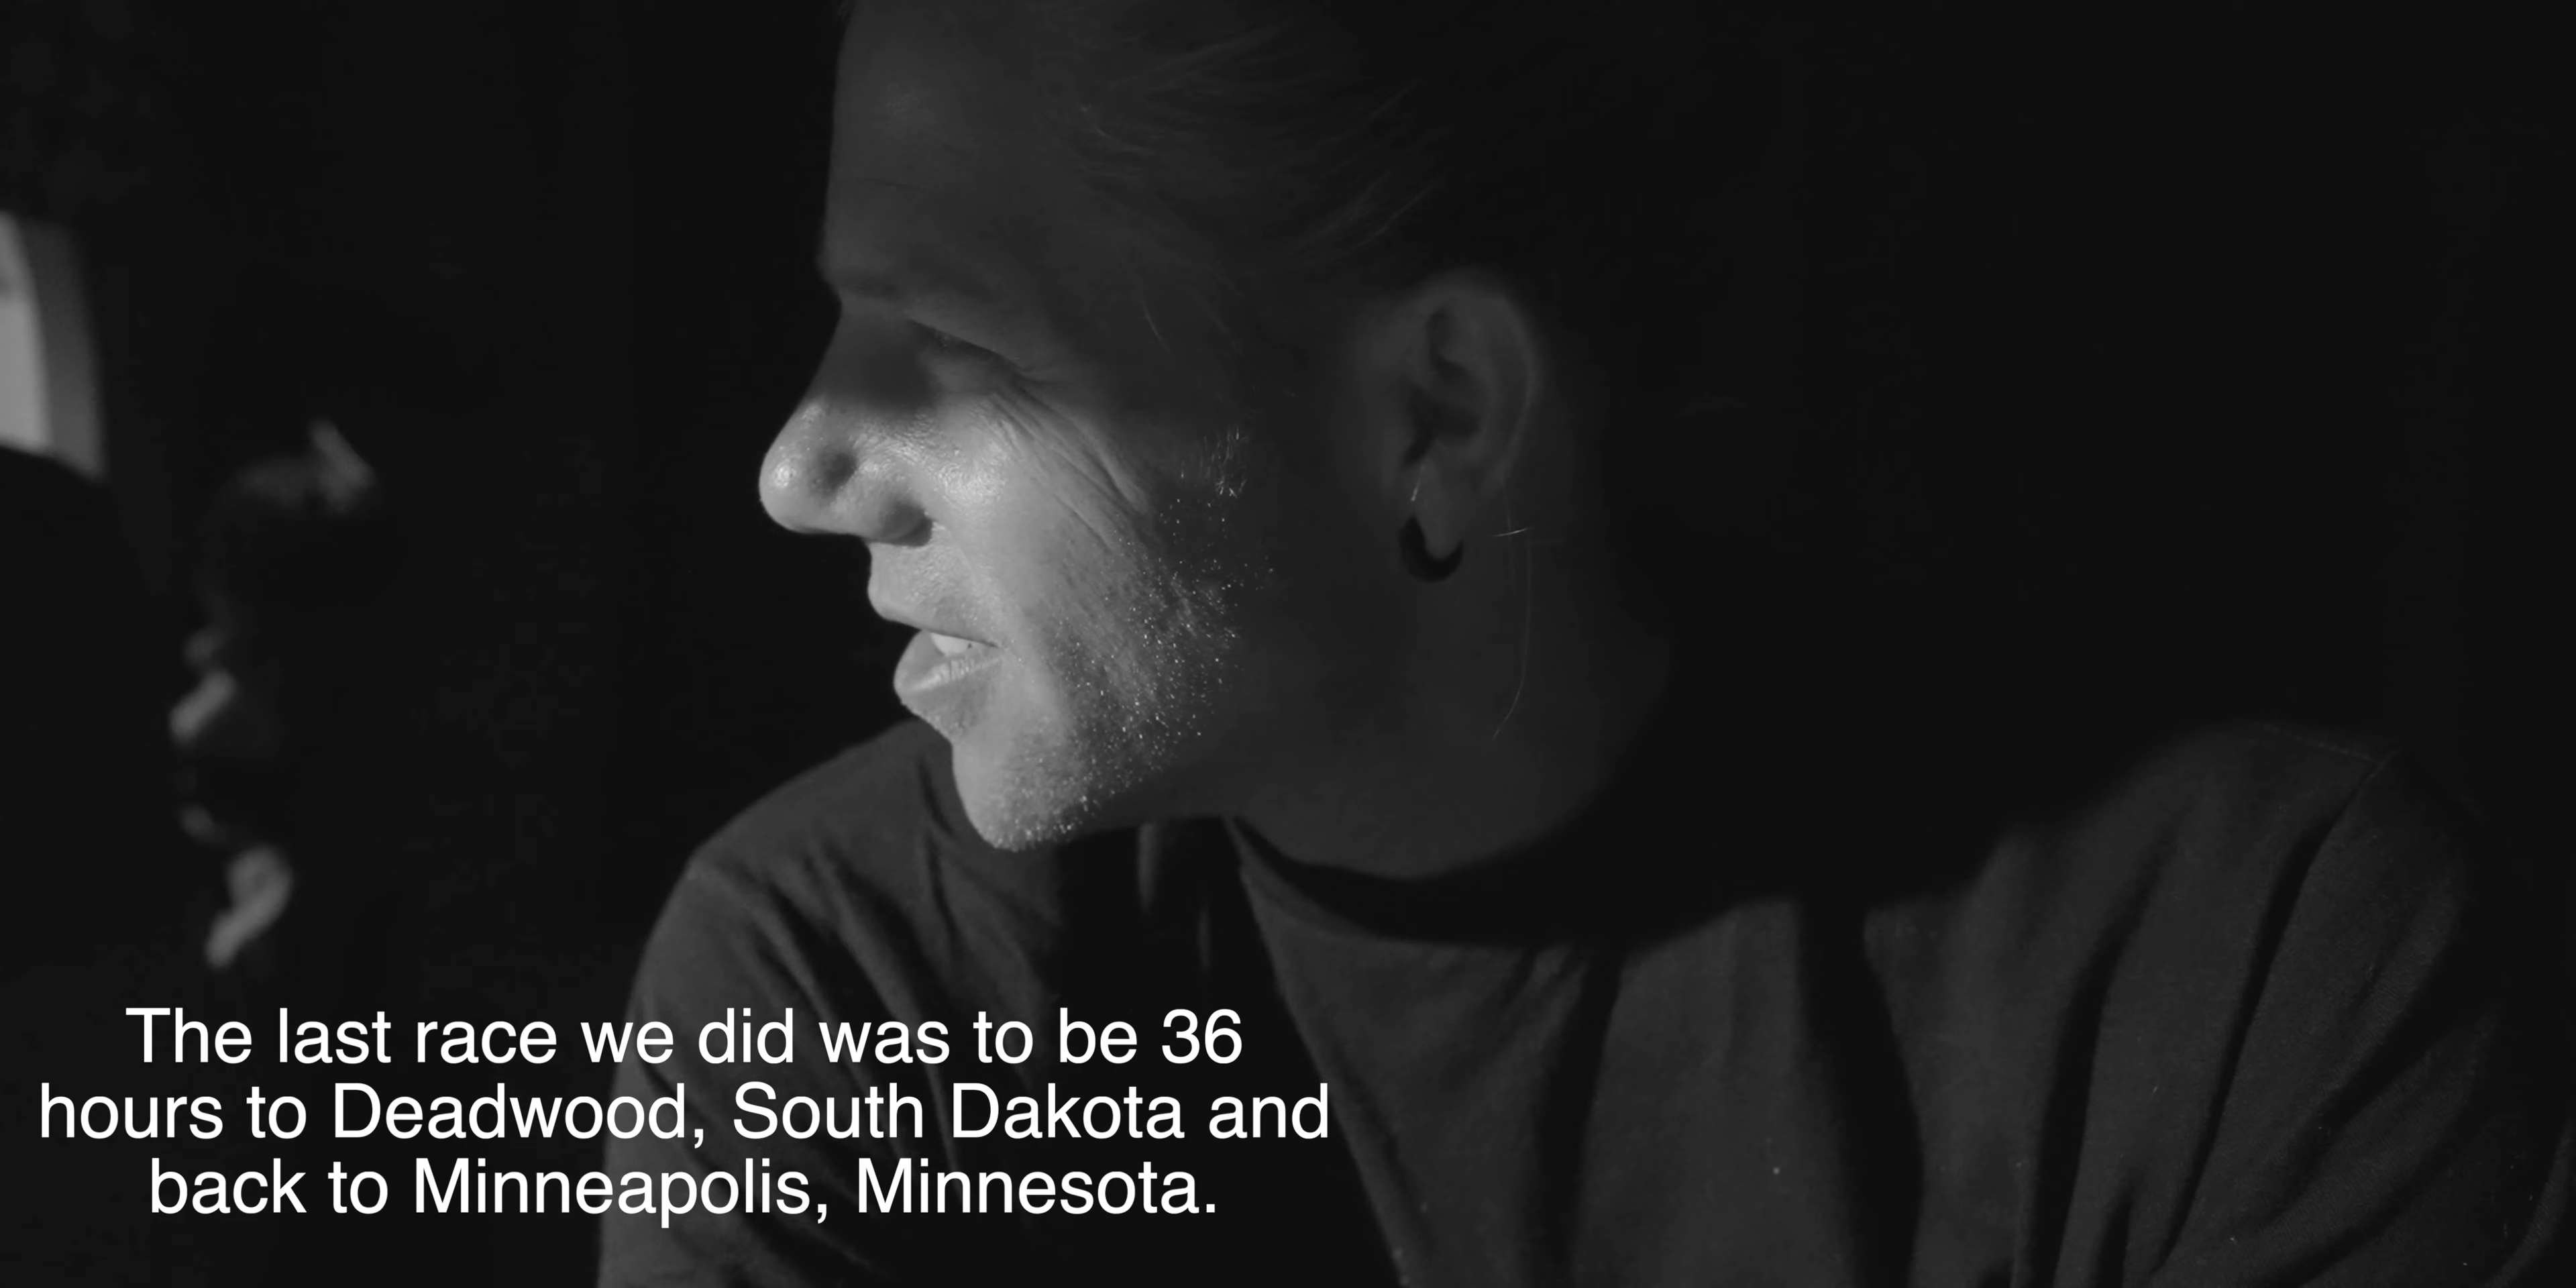 The last race we did was to be 36
hours to Deadwood, South Dakota and
back to Minneapolis, Minnesota.